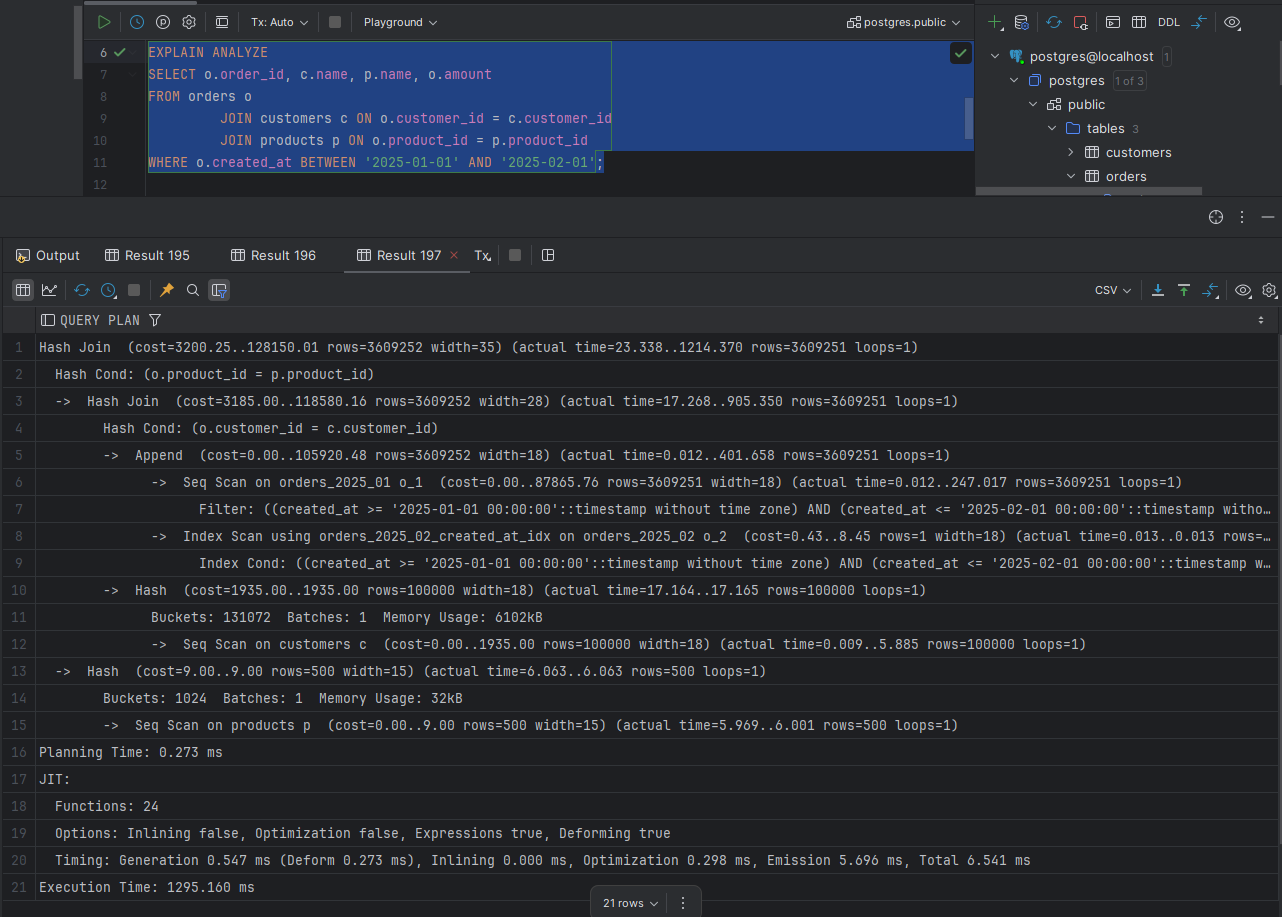 Tx: Auto
Playground
postgres.public
DDL
6 EXPLAIN ANALYZE
7 SELECT o.order_id, c.name, p.name, o.amount
8 FROM orders o
9 JOIN customers c ON o.customer_id = c.customer_id
10 JOIN products p ON o.product_id = p.product_id
11 WHERE o.created_at BETWEEN '2025-01-01' AND '2025-02-01';
12
postgres@localhost 1
postgres 1 of 3
public
tables 3
customers
orders
Output Result 195 Result 196 Result 197 Tx
CSV
QUERY PLAN
1 Hash Join  (cost=3200.25..128150.01 rows=3609252 width=35) (actual time=23.338..1214.370 rows=3609251 loops=1)
2 Hash Cond: (o.product_id = p.product_id)
3 ->  Hash Join  (cost=3185.00..118580.16 rows=3609252 width=28) (actual time=17.268..905.350 rows=3609251 loops=1)
4 Hash Cond: (o.customer_id = c.customer_id)
5 ->  Append  (cost=0.00..105920.48 rows=3609252 width=18) (actual time=0.012..401.658 rows=3609251 loops=1)
6 ->  Seq Scan on orders_2025_01 o_1  (cost=0.00..87865.76 rows=3609251 width=18) (actual time=0.012..247.017 rows=3609251 loops=1)
7 Filter: ((created_at >= '2025-01-01 00:00:00'::timestamp without time zone) AND (created_at <= '2025-02-01 00:00:00'::timestamp witho…
8 ->  Index Scan using orders_2025_02_created_at_idx on orders_2025_02 o_2  (cost=0.43..8.45 rows=1 width=18) (actual time=0.013..0.013 rows=…
9 Index Cond: ((created_at >= '2025-01-01 00:00:00'::timestamp without time zone) AND (created_at <= '2025-02-01 00:00:00'::timestamp w…
10 ->  Hash  (cost=1935.00..1935.00 rows=100000 width=18) (actual time=17.164..17.165 rows=100000 loops=1)
11 Buckets: 131072  Batches: 1  Memory Usage: 6102kB
12 ->  Seq Scan on customers c  (cost=0.00..1935.00 rows=100000 width=18) (actual time=0.009..5.885 rows=100000 loops=1)
13 ->  Hash  (cost=9.00..9.00 rows=500 width=15) (actual time=6.063..6.063 rows=500 loops=1)
14 Buckets: 1024  Batches: 1  Memory Usage: 32kB
15 ->  Seq Scan on products p  (cost=0.00..9.00 rows=500 width=15) (actual time=5.969..6.001 rows=500 loops=1)
16 Planning Time: 0.273 ms
17 JIT:
18 Functions: 24
19 Options: Inlining false, Optimization false, Expressions true, Deforming true
20 Timing: Generation 0.547 ms (Deform 0.273 ms), Inlining 0.000 ms, Optimization 0.298 ms, Emission 5.696 ms, Total 6.541 ms
21 Execution Time: 1295.160 ms
21 rows